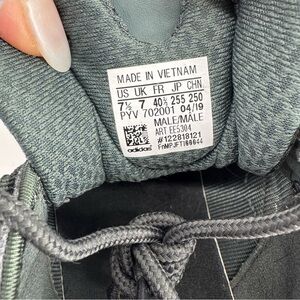 MADE IN VIETNAM
US UK FR JP CHN
7½ 7 40⅔ 255 250
PYV 702001 04/19
MALE/MALE
ART EE5304
#122818121
adidas